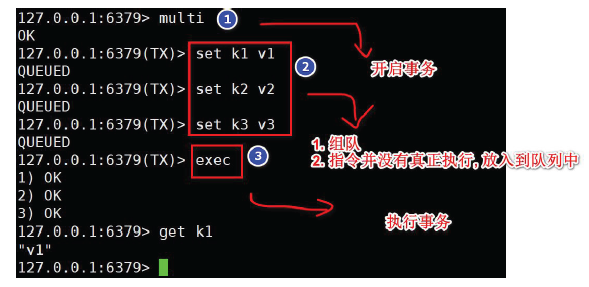 127.0.0.1:6379> multi ①
OK
127.0.0.1:6379(TX)> set k1 v1
开启事务
QUEUED
②
127.0.0.1:6379(TX)> set k2 v2
QUEUED
127.0.0.1:6379(TX)> set k3 v3
QUEUED
1. 组队
2. 指令并没有真正执行, 放入到队列中
127.0.0.1:6379(TX)> exec ③
1) OK
2) OK
3) OK
执行事务
127.0.0.1:6379> get k1
"v1"
127.0.0.1:6379>